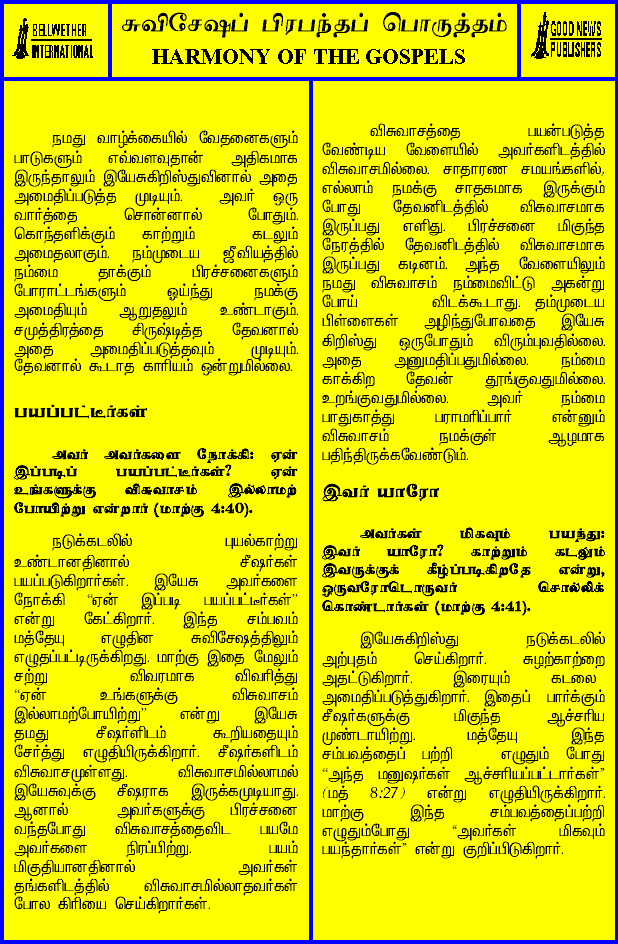 BELLWETHER
INTERNATIONAL
சுவிசேஷப் பிரபந்தப் பொருத்தம்
HARMONY OF THE GOSPELS
GOOD NEWS
PUBLISHERS
நமது வாழ்க்கையில் வேதனைகளும்
பாடுகளும் எவ்வளவுதான் அதிகமாக
இருந்தாலும் இயேசுகிறிஸ்துவினால் அதை
அமைதிப்படுத்த முடியும். அவர் ஒரு
வார்த்தை சொன்னால் போதும்.
கொந்தளிக்கும் காற்றும் கடலும்
அமைதலாகும். நம்முடைய ஜீவியத்தில்
நம்மை தாக்கும் பிரச்சனைகளும்
போராட்டங்களும் ஓய்ந்து நமக்கு
அமைதியும் ஆறுதலும் உண்டாகும்.
சமுத்திரத்தை சிருஷ்டித்த தேவனால்
அதை அமைதிப்படுத்தவும் முடியும்.
தேவனால் கூடாத காரியம் ஒன்றுமில்லை.
பயப்பட்டீர்கள்
அவர் அவர்களை நோக்கி: ஏன்
இப்படிப் பயப்பட்டீர்கள்? ஏன்
உங்களுக்கு விசுவாசம் இல்லாமற்
போயிற்று என்றார் (மாற்கு 4:40).
நடுக்கடலில் புயல்காற்று
உண்டானதினால் சீஷர்கள்
பயப்படுகிறார்கள். இயேசு அவர்களை
நோக்கி “ஏன் இப்படி பயப்பட்டீர்கள்”
என்று கேட்கிறார். இந்த சம்பவம்
மத்தேயு எழுதின சுவிசேஷத்திலும்
எழுதப்பட்டிருக்கிறது. மாற்கு இதை மேலும்
சற்று விவரமாக விவரித்து
“ஏன் உங்களுக்கு விசுவாசம்
இல்லாமற்போயிற்று” என்று இயேசு
தமது சீஷர்ளிடம் கூறியதையும்
சேர்த்து எழுதியிருக்கிறார். சீஷர்களிடம்
விசுவாசமுள்ளது. விசுவாசமில்லாமல்
இயேசுவுக்கு சீஷராக இருக்கமுடியாது.
ஆனால் அவர்களுக்கு பிரச்சனை
வந்தபோது விசுவாசத்தைவிட பயமே
அவர்களை நிரப்பிற்று. பயம்
மிகுதியானதினால் அவர்கள்
தங்களிடத்தில் விசுவாசமில்லாதவர்கள்
போல கிரியை செய்கிறார்கள்.
விசுவாசத்தை பயன்படுத்த
வேண்டிய வேளையில் அவர்களிடத்தில்
விசுவாசமில்லை. சாதாரண சமயங்களில்,
எல்லாம் நமக்கு சாதகமாக இருக்கும்
போது தேவனிடத்தில் விசுவாசமாக
இருப்பது எளிது. பிரச்சனை மிகுந்த
நேரத்தில் தேவனிடத்தில் விசுவாசமாக
இருப்பது கடினம். அந்த வேளையிலும்
நமது விசுவாசம் நம்மைவிட்டு அகன்று
போய் விடக்கூடாது. தம்முடைய
பிள்ளைகள் அழிந்துபோவதை இயேசு
கிறிஸ்து ஒருபோதும் விரும்புவதில்லை.
அதை அனுமதிப்பதுமில்லை. நம்மை
காக்கிற தேவன் தூங்குவதுமில்லை.
உறங்குவதுமில்லை. அவர் நம்மை
பாதுகாத்து பராமரிப்பார் என்னும்
விசுவாசம் நமக்குள் ஆழமாக
பதிந்திருக்கவேண்டும்.
இவர் யாரோ
அவர்கள் மிகவும் பயந்து:
இவர் யாரோ? காற்றும் கடலும்
இவருக்குக் கீழ்ப்படிகிறதே என்று,
ஒருவரோடொருவர் சொல்லிக்
கொண்டார்கள் (மாற்கு 4:41).
இயேசுகிறிஸ்து நடுக்கடலில்
அற்புதம் செய்கிறார். சுழற்காற்றை
அதட்டுகிறார். இரையும் கடலை
அமைதிப்படுத்துகிறார். இதைப் பார்க்கும்
சீஷர்களுக்கு மிகுந்த ஆச்சரிய
முண்டாயிற்று. மத்தேயு இந்த
சம்பவத்தைப் பற்றி எழுதும் போது
“அந்த மனுஷர்கள் ஆச்சரியப்பட்டார்கள்”
(மத் 8:27) என்று எழுதியிருக்கிறார்.
மாற்கு இந்த சம்பவத்தைப்பற்றி
எழுதும்போது “அவர்கள் மிகவும்
பயந்தார்கள்” என்று குறிப்பிடுகிறார்.